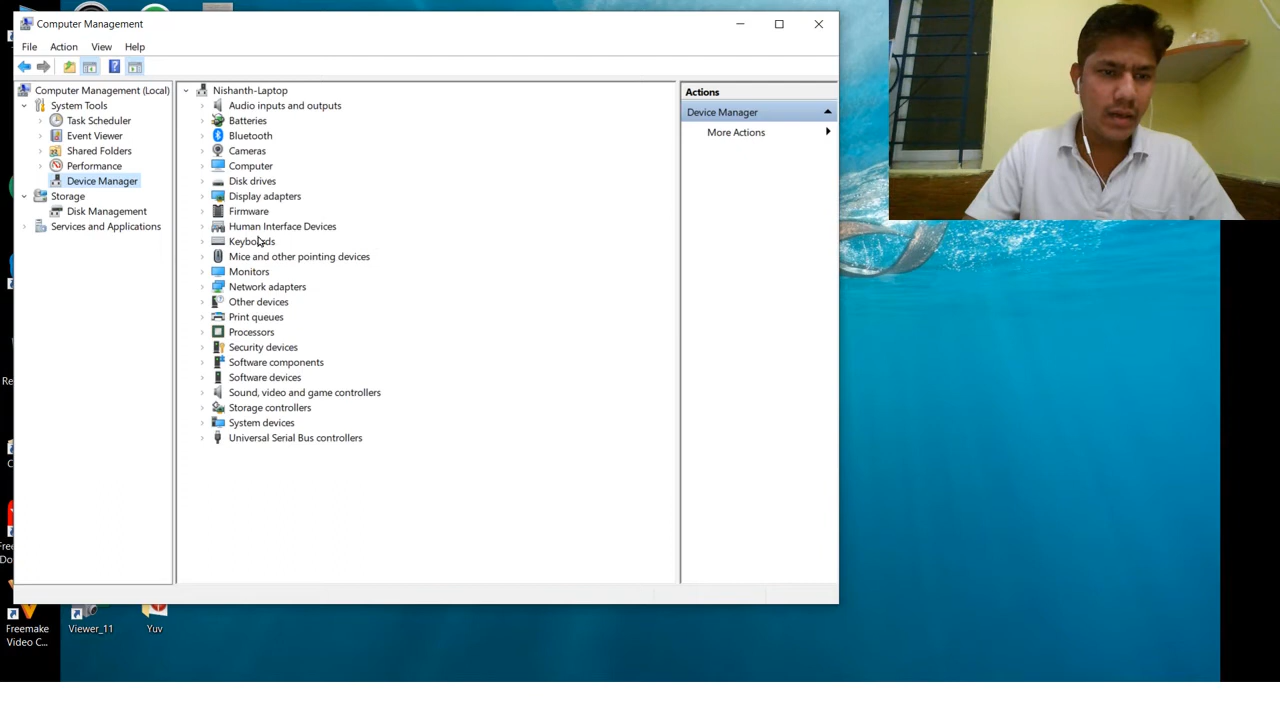 Computer Management
File Action View Help
Computer Management (Local)
System Tools
Task Scheduler
Event Viewer
Shared Folders
Performance
Device Manager
Storage
Disk Management
Services and Applications
Nishanth-Laptop
Audio inputs and outputs
Batteries
Bluetooth
Cameras
Computer
Disk drives
Display adapters
Firmware
Human Interface Devices
Keyboards
Mice and other pointing devices
Monitors
Network adapters
Other devices
Print queues
Processors
Security devices
Software components
Software devices
Sound, video and game controllers
Storage controllers
System devices
Universal Serial Bus controllers
Actions
Device Manager
More Actions
Re
Freemake
Video C...
Viewer_11
Yuv